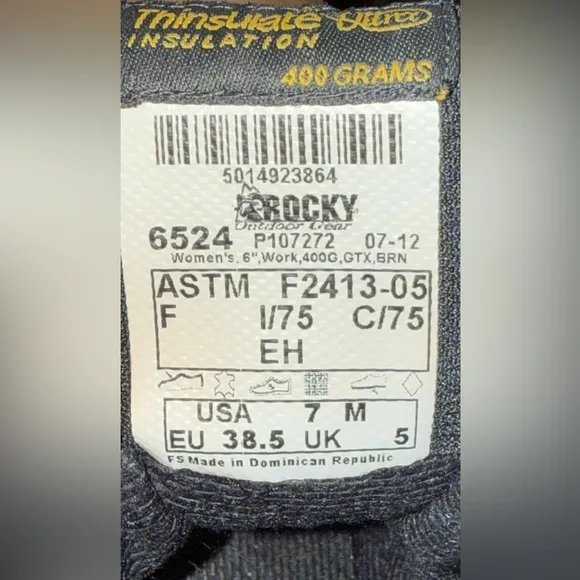 Thinsulate Ultra
INSULATION
400 GRAMS
5014923864
ROCKY
Outdoor Gear
6524 P107272 07-12
Women's, 6",Work,400G,GTX,BRN
ASTM F2413-05
F I/75 C/75
EH
USA 7 M
EU 38.5 UK 5
FS Made in Dominican Republic